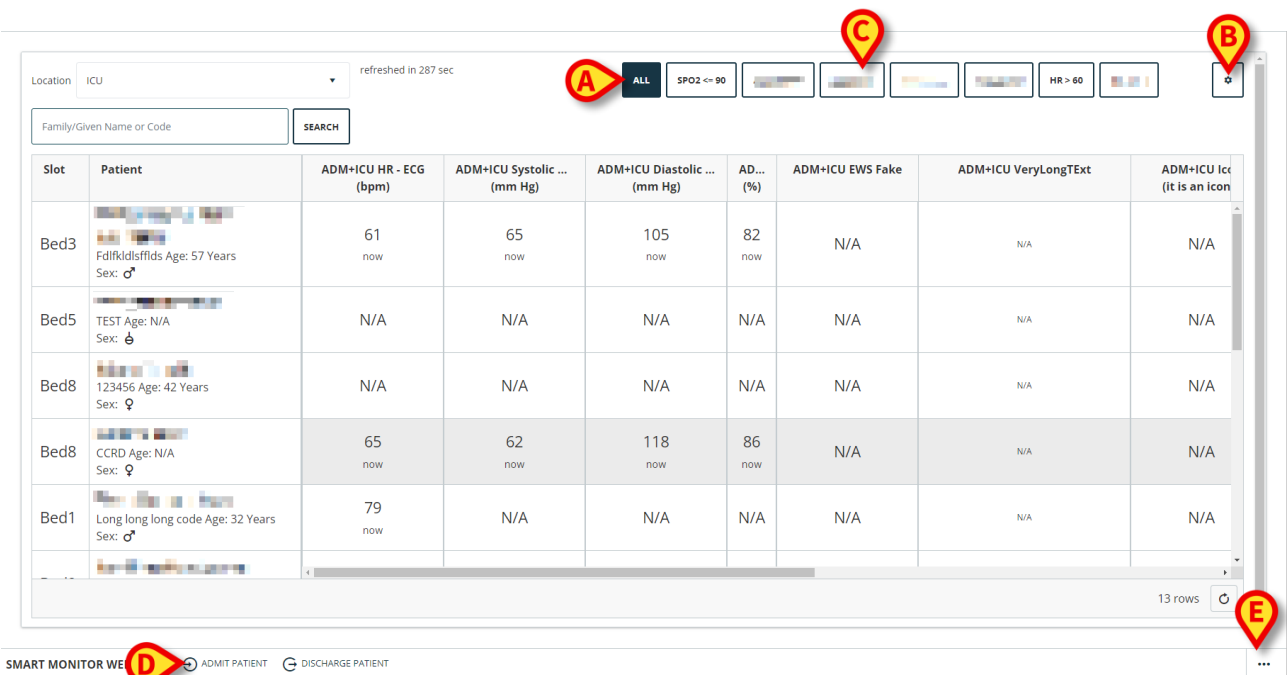 C
B
Location ICU refreshed in 287 sec
A ALL SPO2 <= 90 HR > 60
Family/Given Name or Code SEARCH
Slot Patient ADM+ICU HR - ECG (bpm) ADM+ICU Systolic ... (mm Hg) ADM+ICU Diastolic ... (mm Hg) AD... (%) ADM+ICU EWS Fake ADM+ICU VeryLongTExt ADM+ICU (it is an icon
Bed3 61 65 105 82 N/A N/A N/A
now now now now
Fdlfkldlsfflds Age: 57 Years
Sex:
Bed5 N/A N/A N/A N/A N/A N/A N/A
TEST Age: N/A
Sex:
Bed8 N/A N/A N/A N/A N/A N/A N/A
123456 Age: 42 Years
Sex: ♀
Bed8 65 62 118 86 N/A N/A N/A
now now now now
CCRD Age: N/A
Sex: ♀
Bed1 79 N/A N/A N/A N/A N/A N/A
now
Long long long code Age: 32 Years
Sex:
13 rows
E
SMART MONITOR D ADMIT PATIENT DISCHARGE PATIENT ...